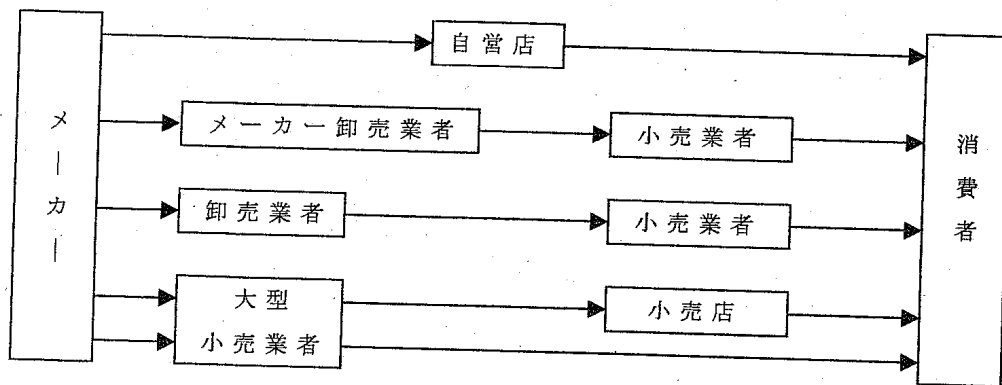 メーカー
自営店
メーカー卸売業者
小売業者
卸売業者
小売業者
大型
小売業者
小売店
消費者